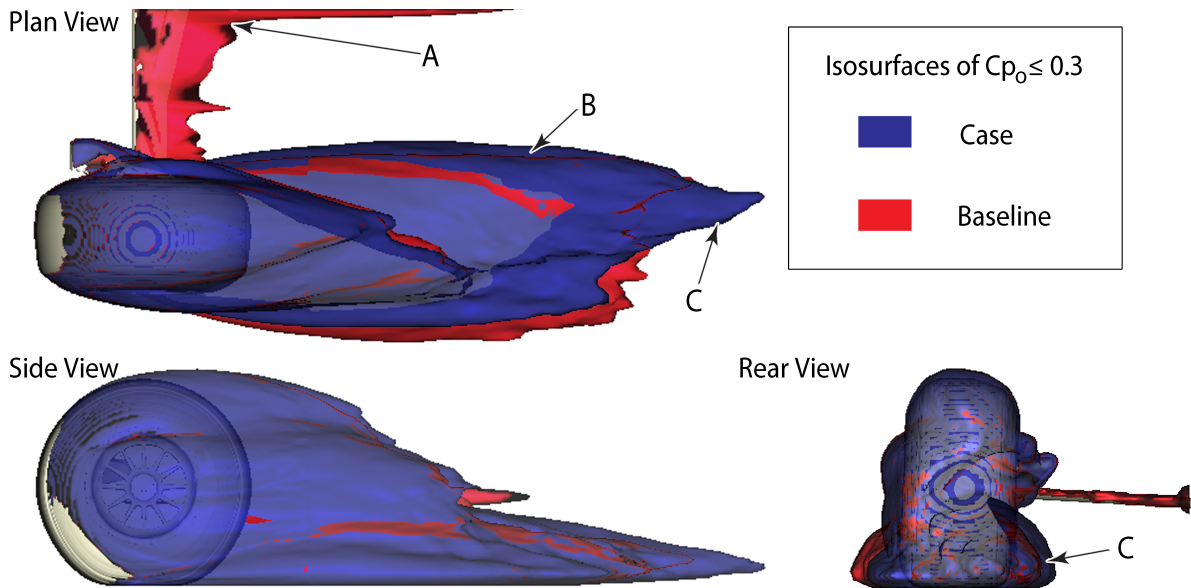 Plan View
A
B
C
Isosurfaces of Cpo ≤ 0.3
Case
Baseline
Side View
Rear View
C